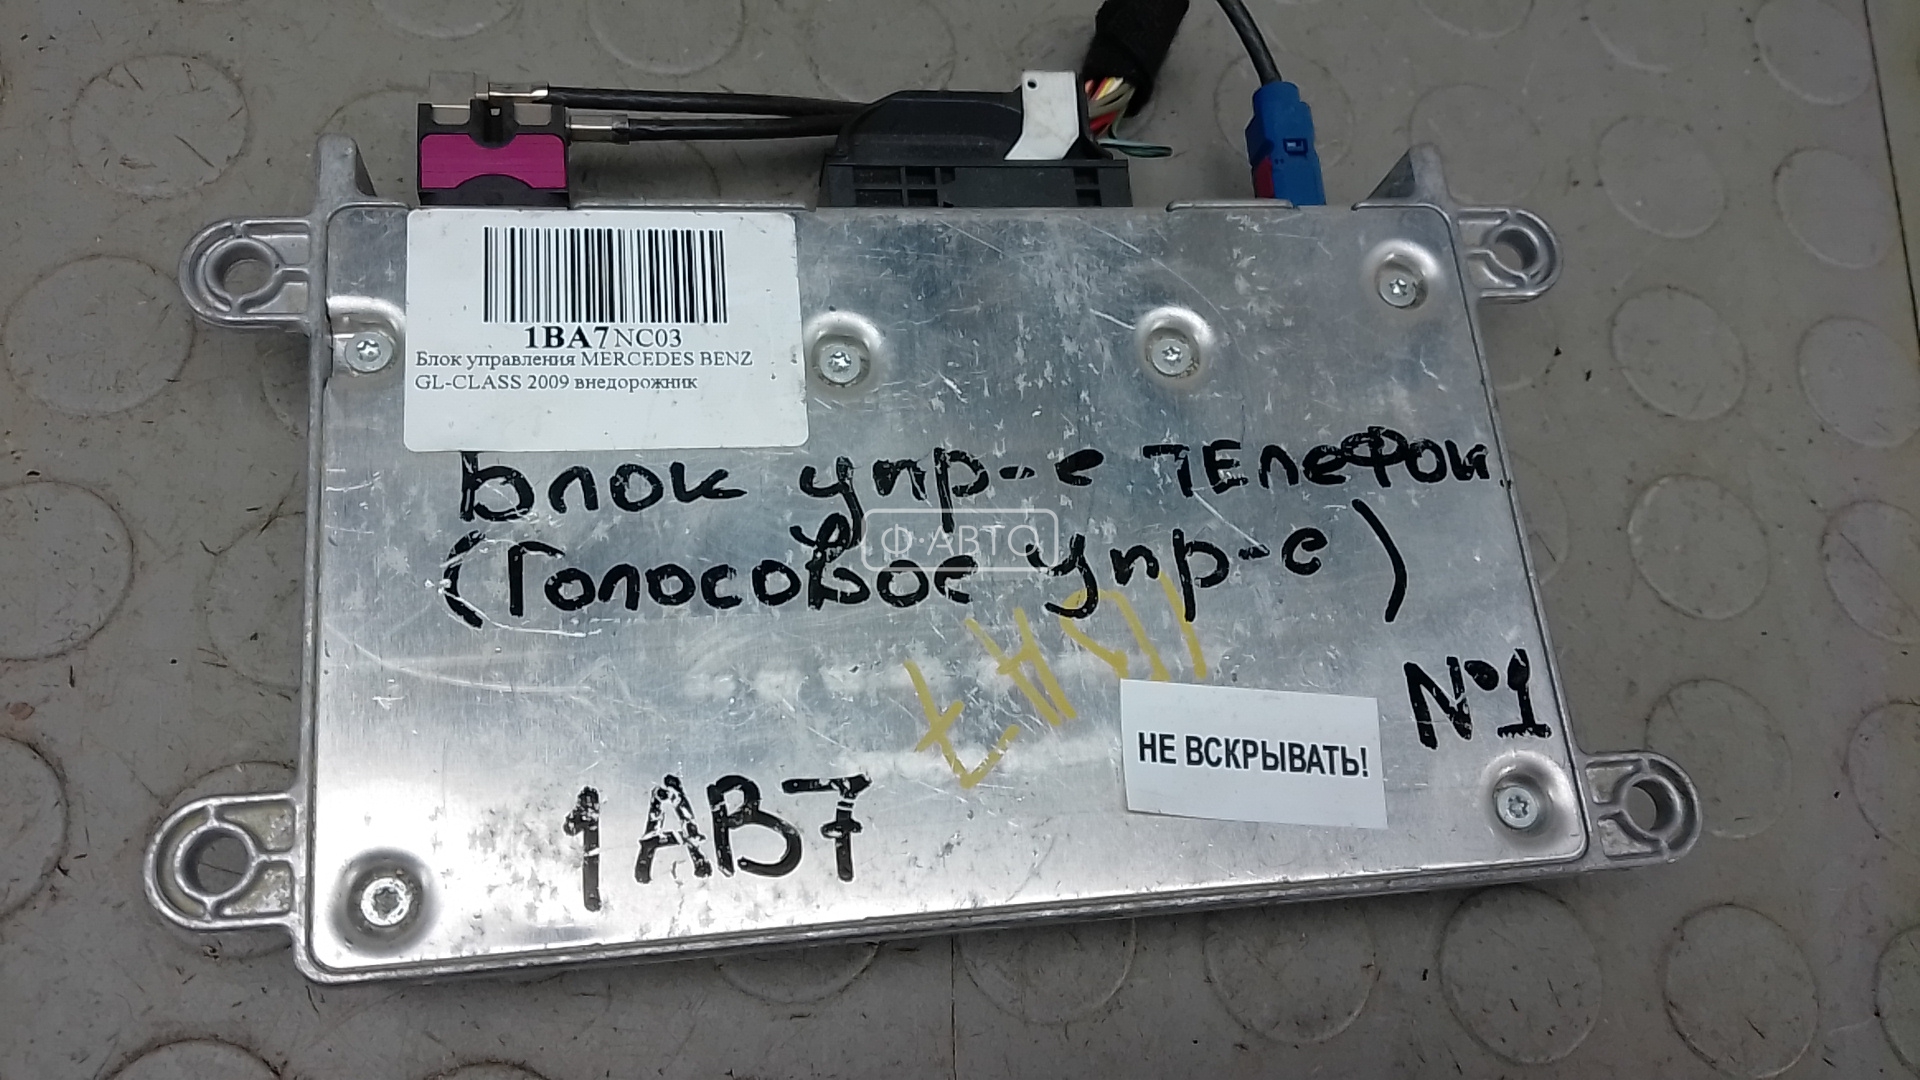 1BA7NC03
Блок управления MERCEDES BENZ
GL-CLASS 2009 внедорожник
Блок упр-е ТЕлеФон
Ф·АВТО
(Голосовое упр-е)
НЕ ВСКРЫВАТЬ!
№1
1AB7